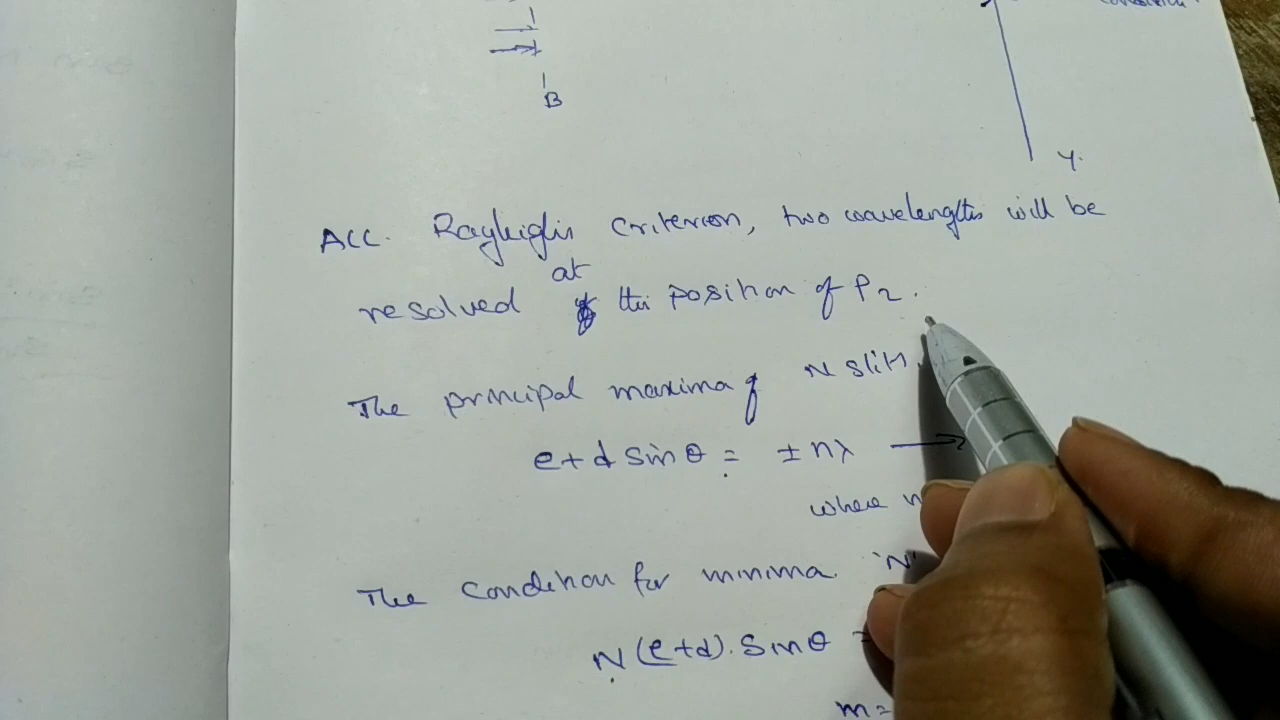 B
Y.
Acc. Rayleigh's Criterion, two wavelengths will be
at
resolved the position of P2.
The principal maxima of N slits.
e+d sinθ = ±nλ
where n
The Condition for minima 'N'
N(e+d).sinθ =
m=